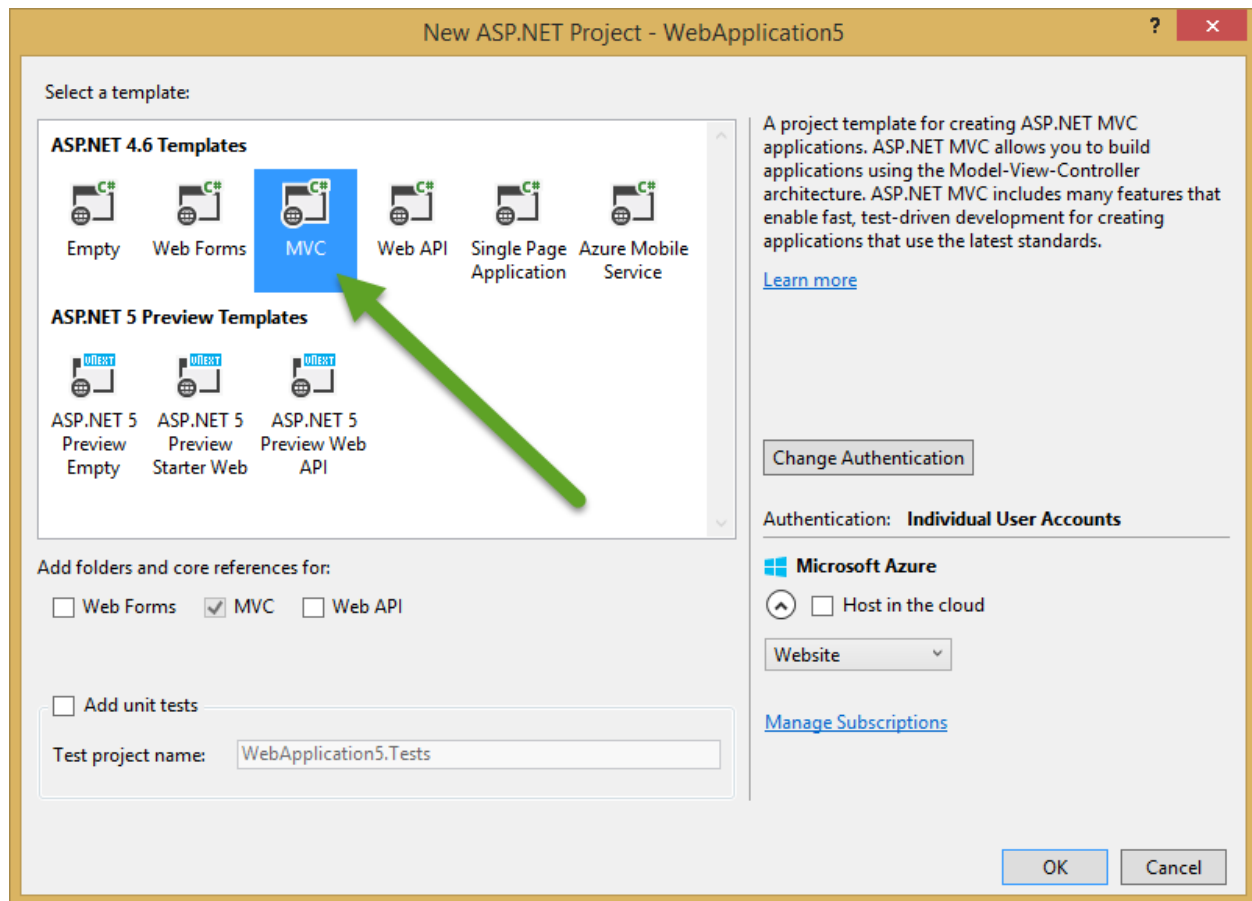 New ASP.NET Project - WebApplication5
?
Select a template:
ASP.NET 4.6 Templates
C# C# C# C# C# C#
Empty Web Forms MVC Web API Single Page Application Azure Mobile Service
ASP.NET 5 Preview Templates
vNEXT vNEXT vNEXT
ASP.NET 5 Preview Empty
ASP.NET 5 Preview Starter Web
ASP.NET 5 Preview Web API
A project template for creating ASP.NET MVC
applications. ASP.NET MVC allows you to build
applications using the Model-View-Controller
architecture. ASP.NET MVC includes many features that
enable fast, test-driven development for creating
applications that use the latest standards.
Learn more
Change Authentication
Authentication: Individual User Accounts
Microsoft Azure
Host in the cloud
Website
Manage Subscriptions
Add folders and core references for:
Web Forms MVC Web API
Add unit tests
Test project name: WebApplication5.Tests
OK Cancel